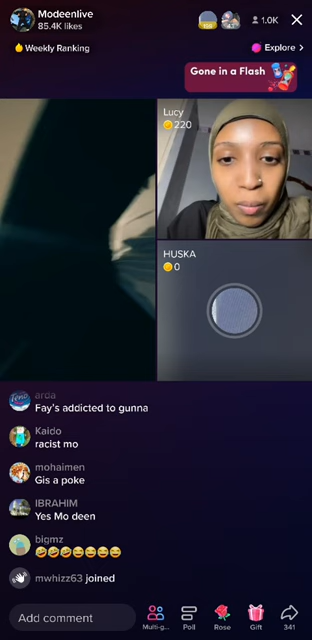 Modeenlive
85.4K likes
1.0K
Weekly Ranking
Explore >
Gone in a Flash
Lucy
220
HUSKA
0
arda
Fay's addicted to gunna
Kaido
racist mo
mohaimen
Gis a poke
IBRAHIM
Yes Mo deen
bigmz
🤣🤣🤣😂😂😂😂
mwhizz63 joined
Add comment
Multi-g...
Poll
Rose
Gift
341